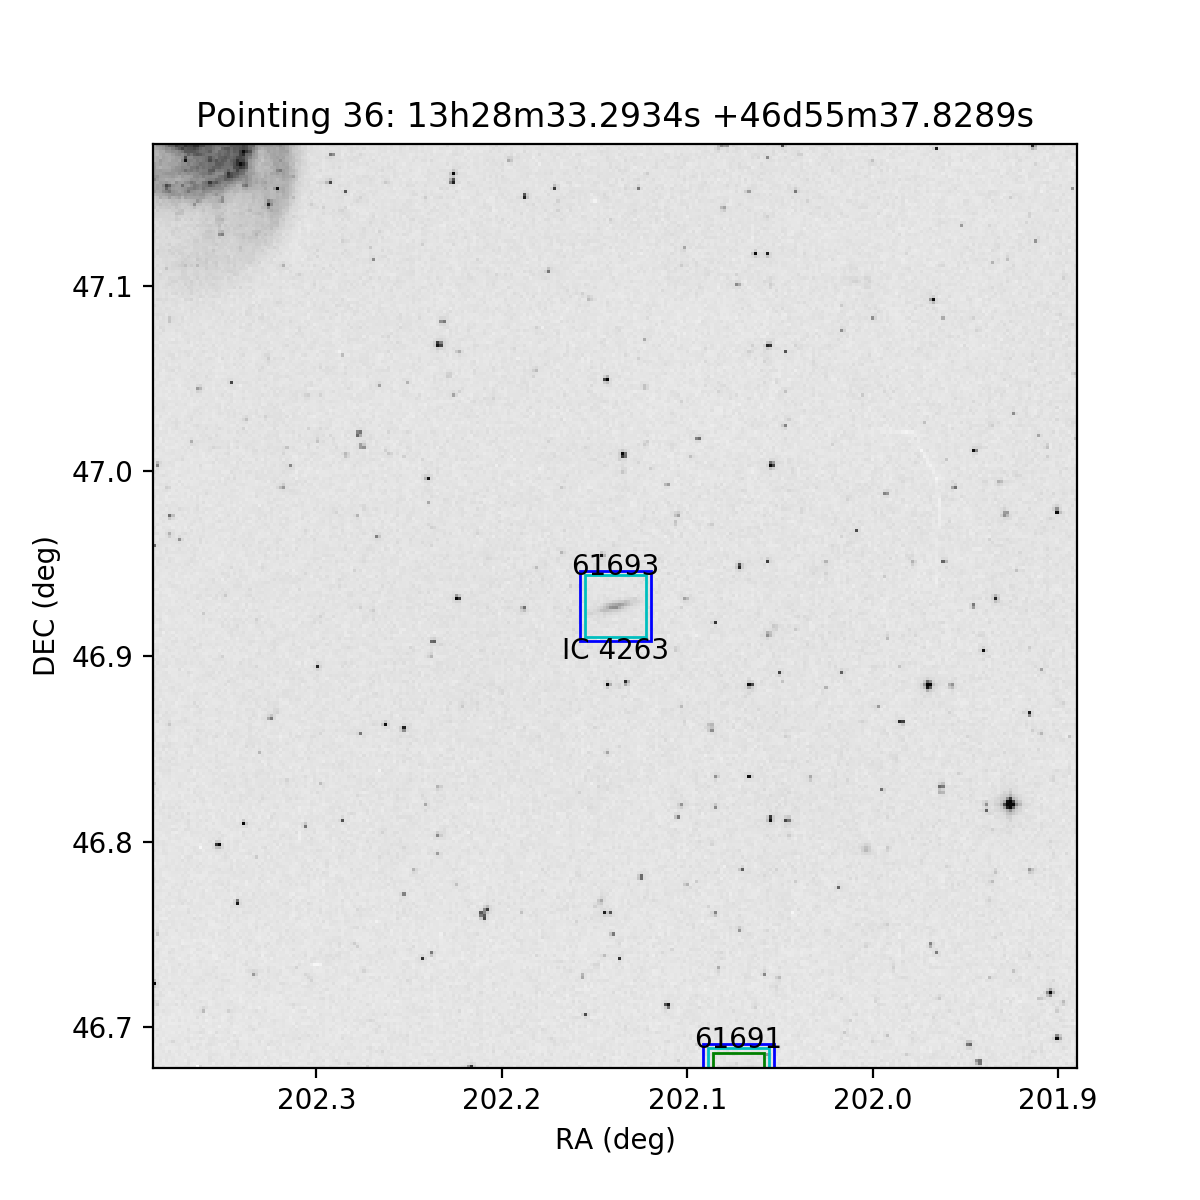 Pointing 36: 13h28m33.2934s +46d55m37.8289s
47.1
47.0
46.9
46.8
46.7
DEC (deg)
61693
IC 4263
61691
202.3 202.2 202.1 202.0 201.9
RA (deg)